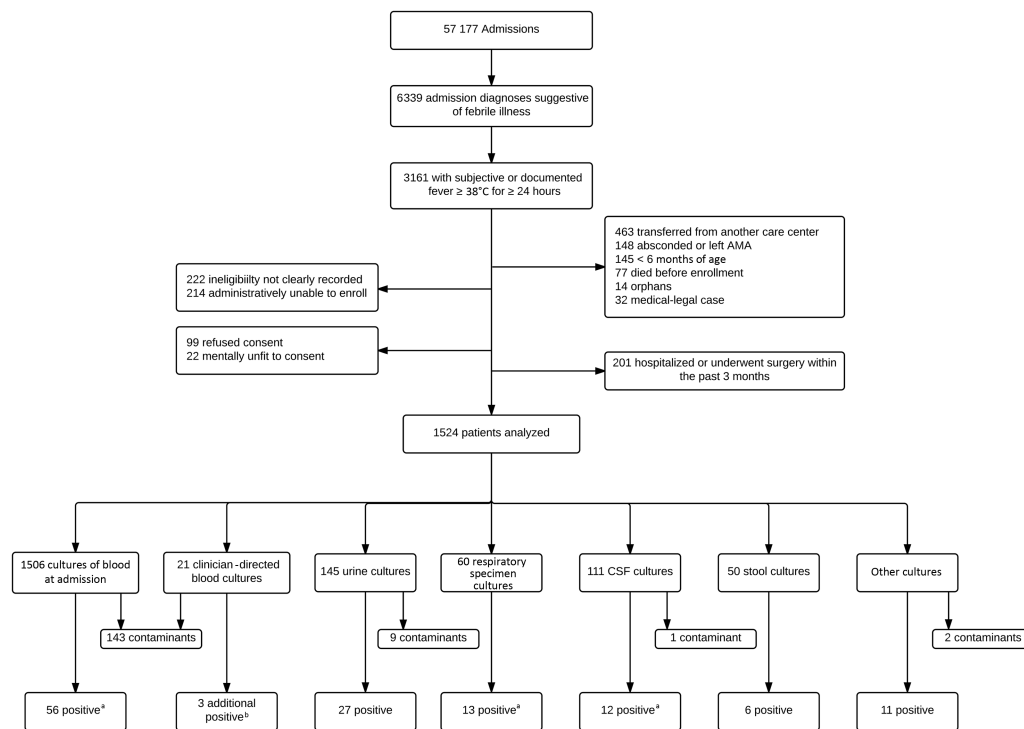 57 177 Admissions
6339 admission diagnoses suggestive
of febrile illness
3161 with subjective or documented
fever ≥ 38°C for ≥ 24 hours
463 transferred from another care center
148 absconded or left AMA
145 < 6 months of age
77 died before enrollment
14 orphans
32 medical-legal case
222 ineligibiilty not clearly recorded
214 administratively unable to enroll
99 refused consent
22 mentally unfit to consent
201 hospitalized or underwent surgery within
the past 3 months
1524 patients analyzed
1506 cultures of blood
at admission
21 clinician-directed
blood cultures
145 urine cultures
60 respiratory
specimen
cultures
111 CSF cultures
50 stool cultures
Other cultures
143 contaminants
9 contaminants
1 contaminant
2 contaminants
56 positiveᵃ
3 additional
positiveᵇ
27 positive
13 positiveᵃ
12 positiveᵃ
6 positive
11 positive